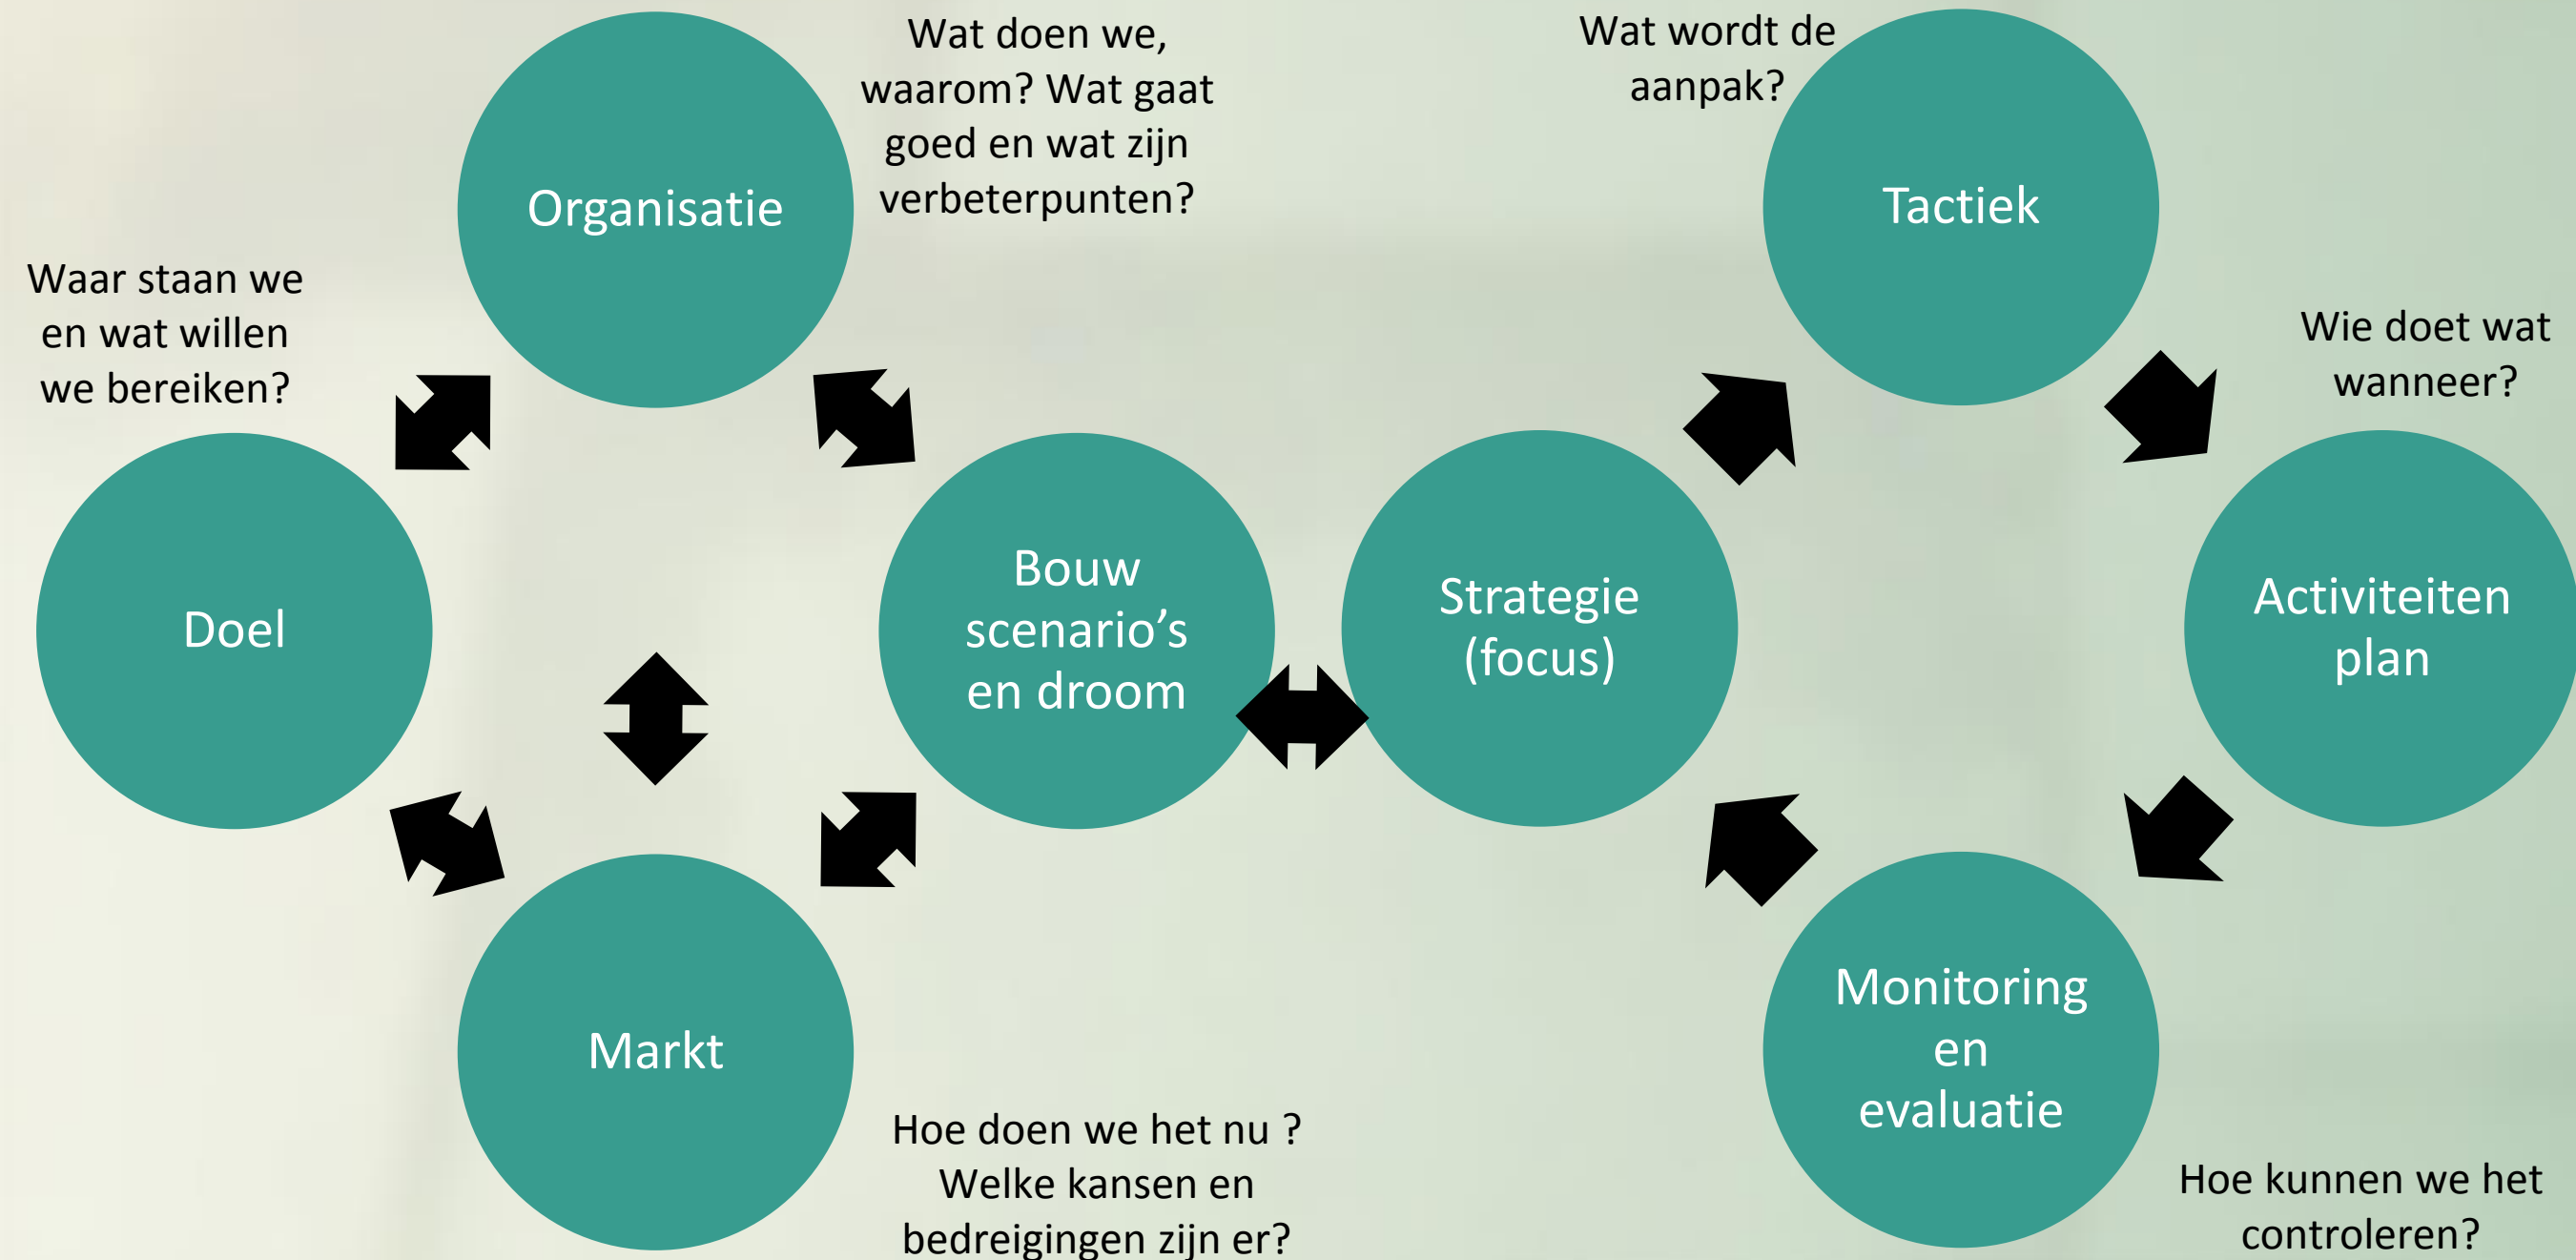 Wat doen we,
waarom? Wat gaat
goed en wat zijn
verbeterpunten?
Organisatie
Waar staan we
en wat willen
we bereiken?
Doel
Bouw
scenario’s
en droom
Markt
Hoe doen we het nu ?
Welke kansen en
bedreigingen zijn er?
Strategie
(focus)
Wat wordt de
aanpak?
Tactiek
Wie doet wat
wanneer?
Activiteiten
plan
Monitoring
en
evaluatie
Hoe kunnen we het
controleren?